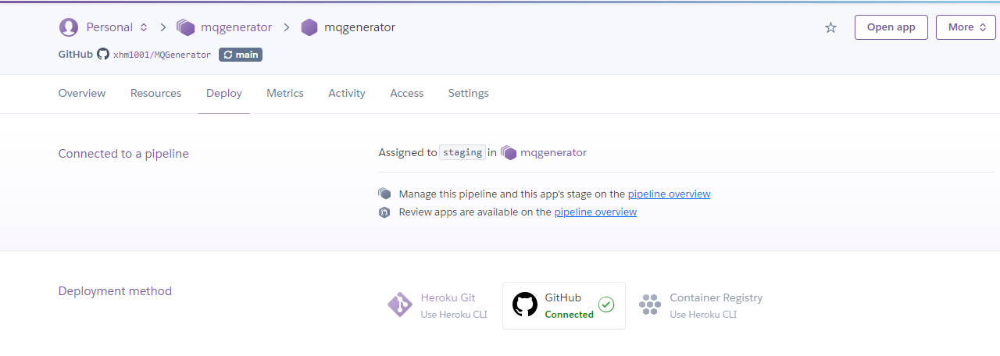 Personal mqgenerator mqgenerator Open app More
GitHub xhm1001/MQGenerator main
Overview Resources Deploy Metrics Activity Access Settings
Connected to a pipeline
Assigned to staging in mqgenerator
Manage this pipeline and this app's stage on the pipeline overview
Review apps are available on the pipeline overview
Deployment method
Heroku Git
Use Heroku CLI
GitHub
Connected
Container Registry
Use Heroku CLI